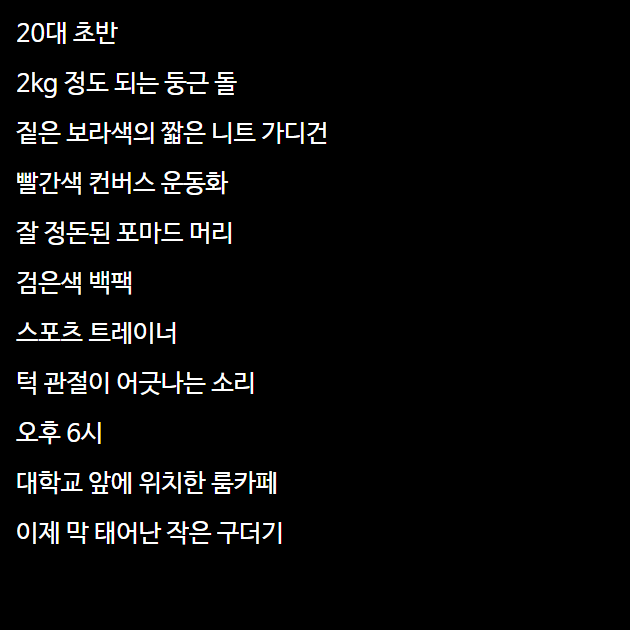 20대 초반
2kg 정도 되는 둥근 돌
짙은 보라색의 짧은 니트 가디건
빨간색 컨버스 운동화
잘 정돈된 포마드 머리
검은색 백팩
스포츠 트레이너
턱 관절이 어긋나는 소리
오후 6시
대학교 앞에 위치한 룸카페
이제 막 태어난 작은 구더기